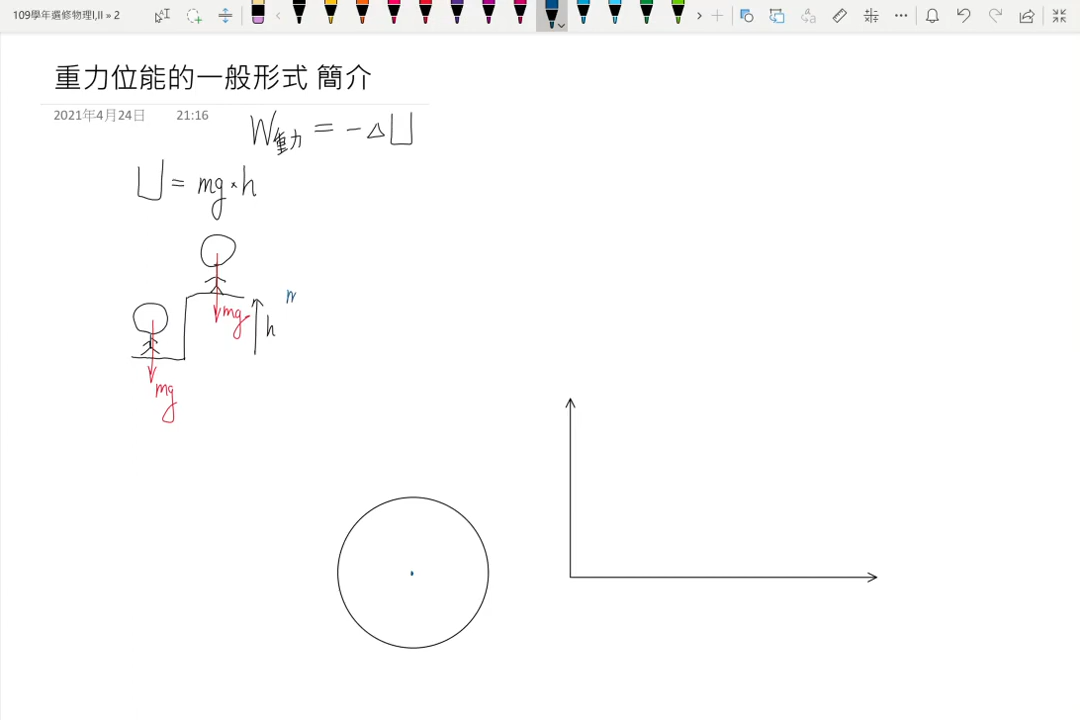 109學年選修物理I,II » 2
重力位能的一般形式 簡介
2021年4月24日 21:16
W重力 = -△U
U = mg × h
mg
h
mg